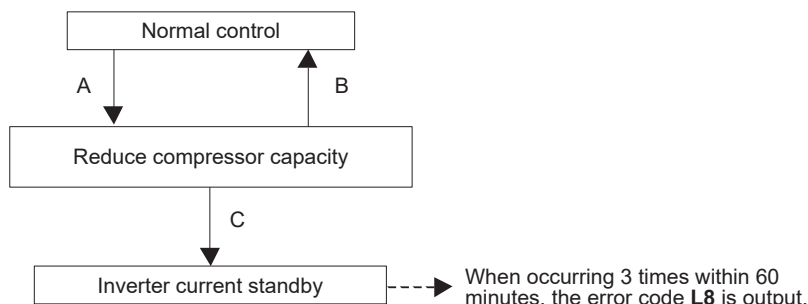 Normal control
A
B
Reduce compressor capacity
C
Inverter current standby
When occurring 3 times within 60
minutes, the error code L8 is output.